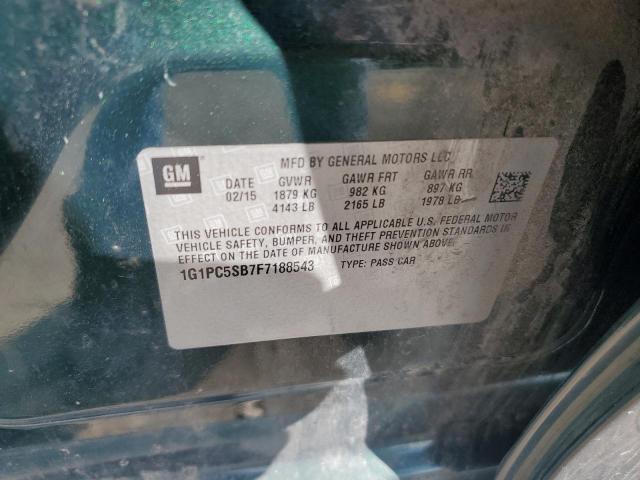 GM
MFD BY GENERAL MOTORS LLC
DATE GVWR GAWR FRT GAWR RR
02/15 1879 KG 982 KG 897 KG
4143 LB 2165 LB 1978 LB
THIS VEHICLE CONFORMS TO ALL APPLICABLE U.S. FEDERAL MOTOR
VEHICLE SAFETY, BUMPER, AND THEFT PREVENTION STANDARDS IN
EFFECT ON THE DATE OF MANUFACTURE SHOWN ABOVE.
1G1PC5SB7F7188543 TYPE: PASS CAR